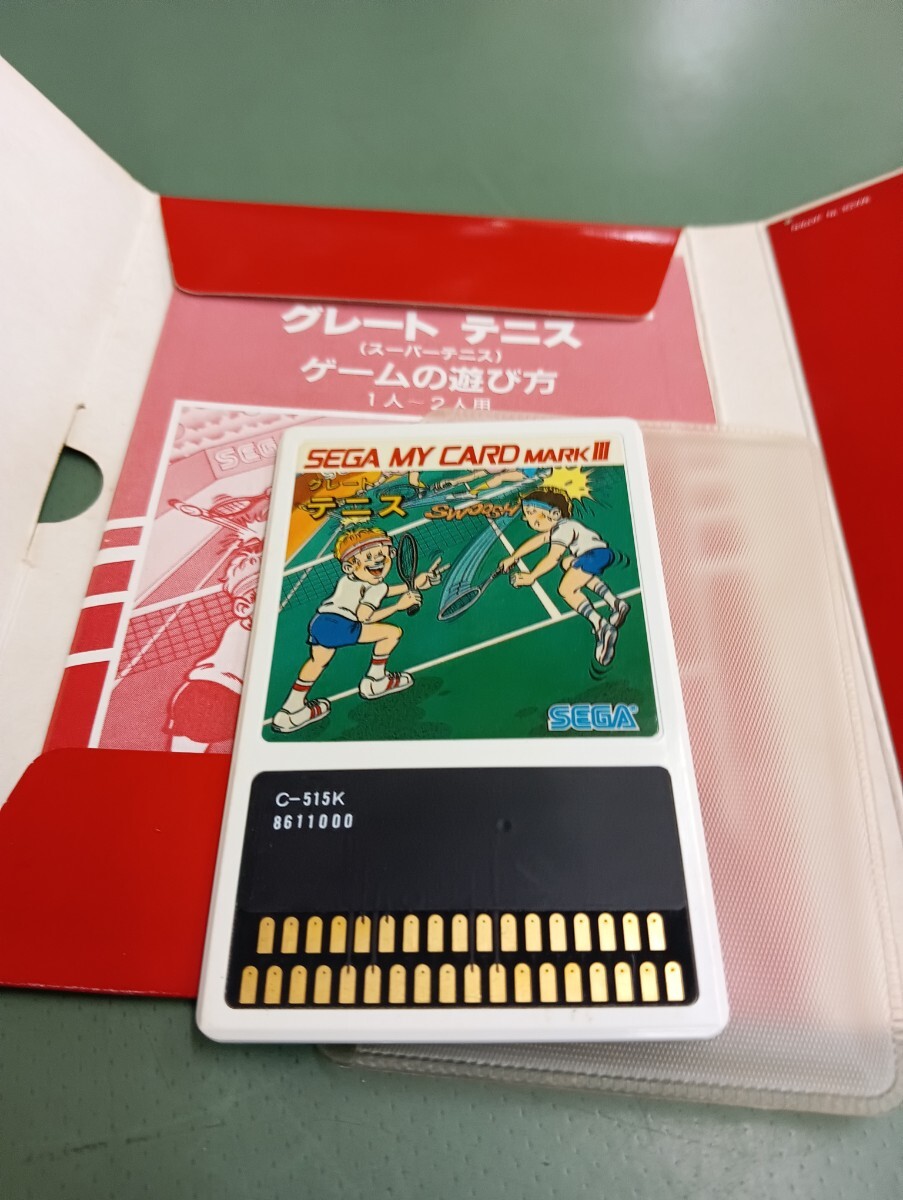 グレート テニス
(スーパーテニス)
ゲームの遊び方
1人〜2人用
SEGA
SEGA MY CARD MARK III
グレート
テニス
SWOOSH
SEGA
C-515K
8611000